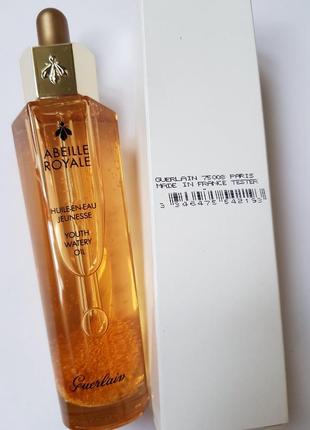 ABEILLE
ROYALE
HUILE-EN-EAU
JEUNESSE
YOUTH
WATERY
OIL
Guerlain
GUERLAIN 75008 PARIS
MADE IN FRANCE TESTER
3 346475 542193